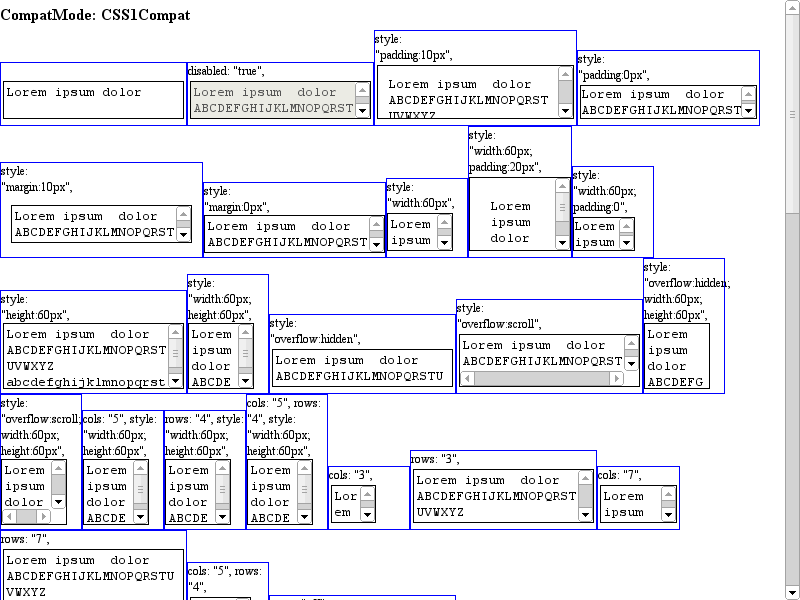 CompatMode: CSS1Compat
Lorem ipsum dolor
disabled: "true",
Lorem ipsum  dolor
ABCDEFGHIJKLMNOPQRST
style:
"padding:10px",
Lorem ipsum  dolor
ABCDEFGHIJKLMNOPQRST
UVWXYZ
style:
"padding:0px",
Lorem ipsum  dolor
ABCDEFGHIJKLMNOPQRST
style:
"margin:10px",
Lorem ipsum  dolor
ABCDEFGHIJKLMNOPQRST
style:
"margin:0px",
Lorem ipsum  dolor
ABCDEFGHIJKLMNOPQRST
style:
"width:60px",
Lorem
ipsum
style:
"width:60px;
padding:20px",
Lorem
ipsum
dolor
style:
"width:60px;
padding:0",
Lorem
ipsum
style:
"height:60px",
Lorem ipsum  dolor
ABCDEFGHIJKLMNOPQRST
UVWXYZ
abcdefghijklmnopqrst
style:
"width:60px;
height:60px",
Lorem
ipsum
dolor
ABCDE
style:
"overflow:hidden",
Lorem ipsum  dolor
ABCDEFGHIJKLMNOPQRSTU
style:
"overflow:scroll",
Lorem ipsum  dolor
ABCDEFGHIJKLMNOPQRST
style:
"overflow:hidden;
width:60px;
height:60px",
Lorem
ipsum
dolor
ABCDEFG
style:
"overflow:scroll;
width:60px;
height:60px",
Lorem
ipsum
dolor
cols: "5", style:
"width:60px;
height:60px",
Lorem
ipsum
dolor
ABCDE
rows: "4", style:
"width:60px;
height:60px",
Lorem
ipsum
dolor
ABCDE
cols: "5", rows:
"4", style:
"width:60px;
height:60px",
Lorem
ipsum
dolor
ABCDE
cols: "3",
Lor
em
rows: "3",
Lorem ipsum  dolor
ABCDEFGHIJKLMNOPQRST
UVWXYZ
cols: "7",
Lorem
ipsum
rows: "7",
Lorem ipsum  dolor
ABCDEFGHIJKLMNOPQRSTU
VWXYZ
cols: "5", rows:
"4",